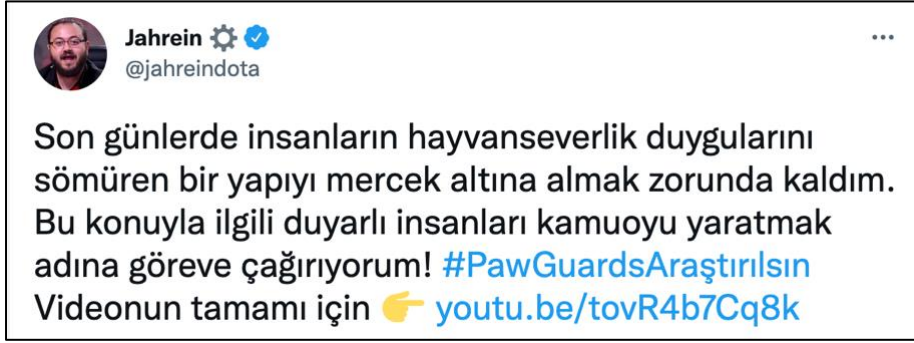 Jahrein
@jahreindota
Son günlerde insanların hayvanseverlik duygularını
sömüren bir yapıyı mercek altına almak zorunda kaldım.
Bu konuyla ilgili duyarlı insanları kamuoyu yaratmak
adına göreve çağırıyorum! #PawGuardsAraştırılsın
Videonun tamamı için 👉 youtu.be/tovR4b7Cq8k